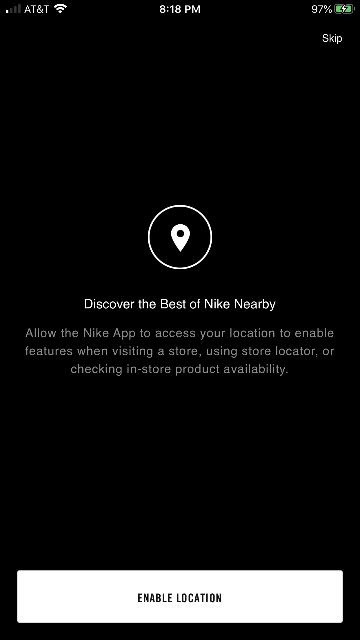 AT&T 8:18 PM 97%
Skip
Discover the Best of Nike Nearby
Allow the Nike App to access your location to enable
features when visiting a store, using store locator, or
checking in-store product availability.
ENABLE LOCATION